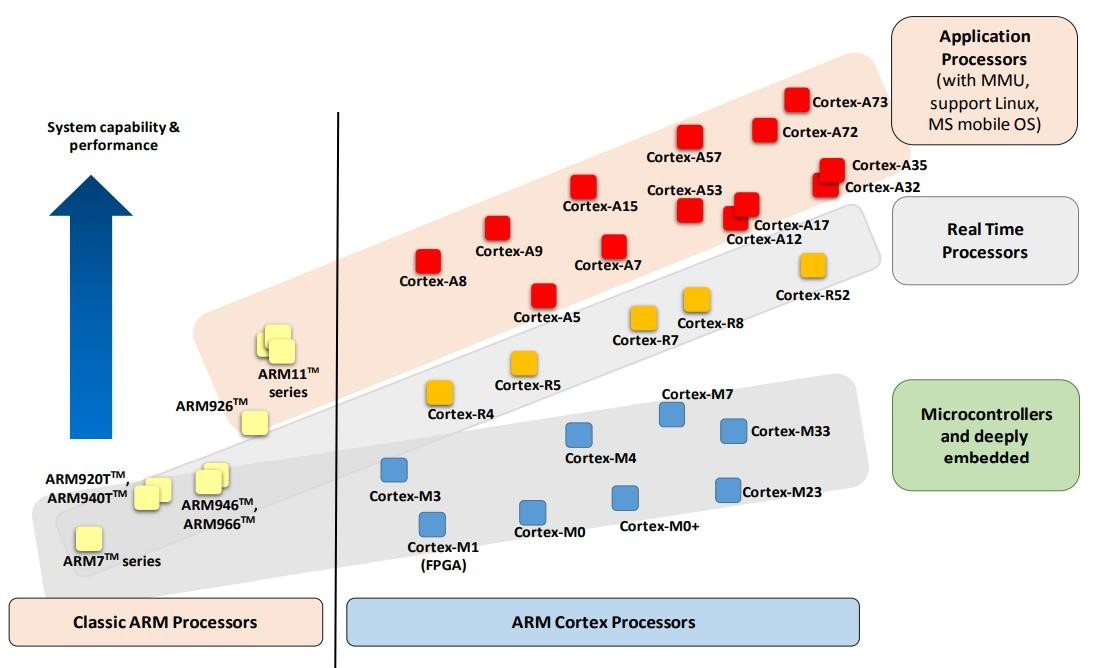 Application
Processors
(with MMU,
support Linux,
MS mobile OS)
System capability &
performance
Cortex-A73
Cortex-A72
Cortex-A57
Cortex-A35
Cortex-A32
Cortex-A53
Cortex-A15
Cortex-A17
Cortex-A12
Real Time
Processors
Cortex-A9
Cortex-A7
Cortex-A8
Cortex-R52
Cortex-A5
Cortex-R8
Cortex-R7
ARM11™
series
Cortex-R5
Cortex-M7
ARM926™
Cortex-R4
Microcontrollers
and deeply
embedded
Cortex-M33
Cortex-M4
ARM920T™,
ARM940T™
Cortex-M3
Cortex-M23
ARM946™,
ARM966™
Cortex-M0
Cortex-M0+
Cortex-M1
(FPGA)
ARM7™ series
Classic ARM Processors
ARM Cortex Processors